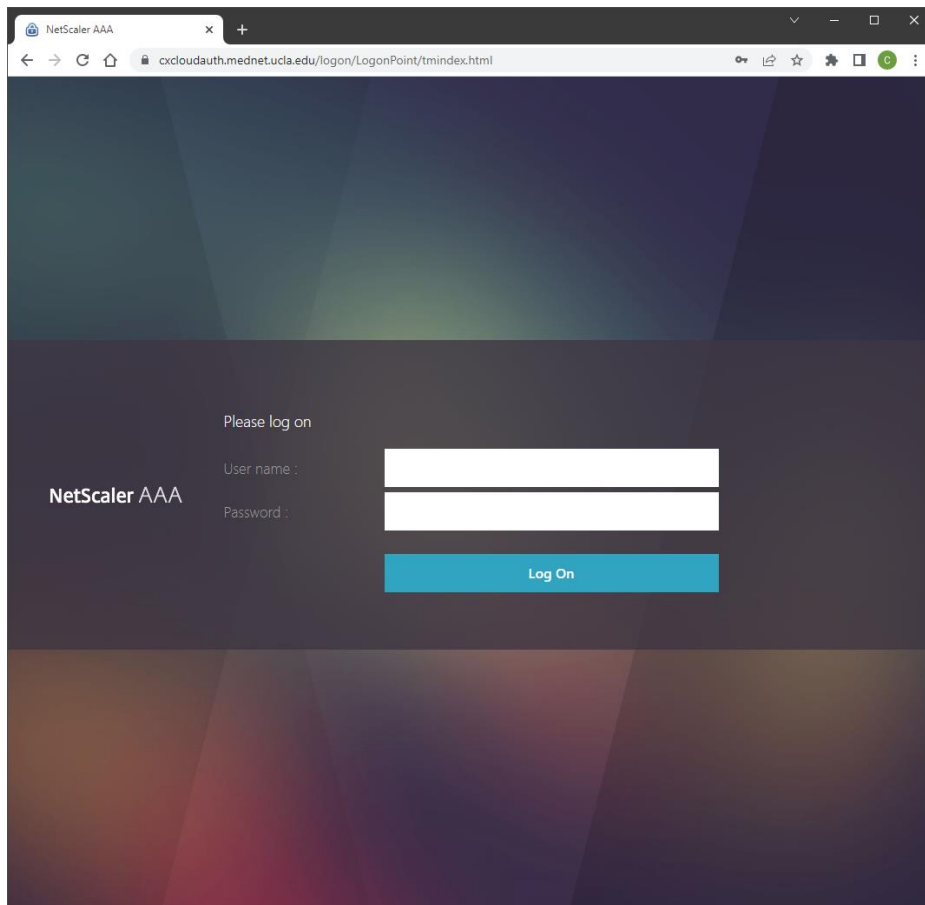 NetScaler AAA
cxcloudauth.mednet.ucla.edu/logon/LogonPoint/tmindex.html
C
Please log on
User name :
NetScaler AAA
Password :
Log On